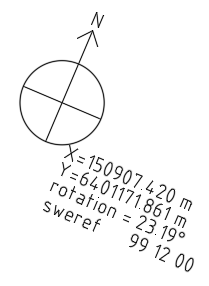 N
X=150907.420 m
Y=6401171.861 m
rotation = 23.19°
sweref 99 12 00